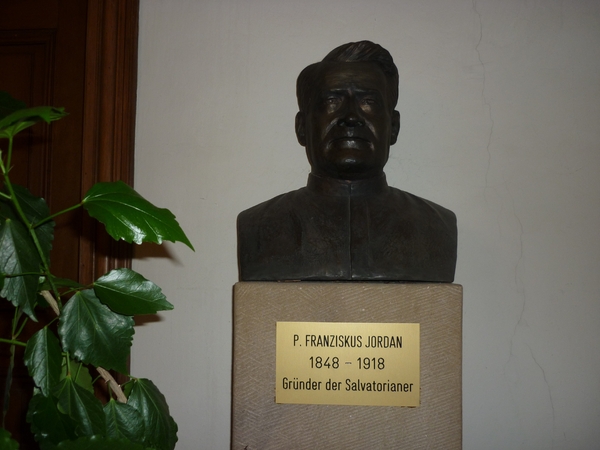 P. FRANZISKUS JORDAN
1848 - 1918
Gründer der Salvatorianer